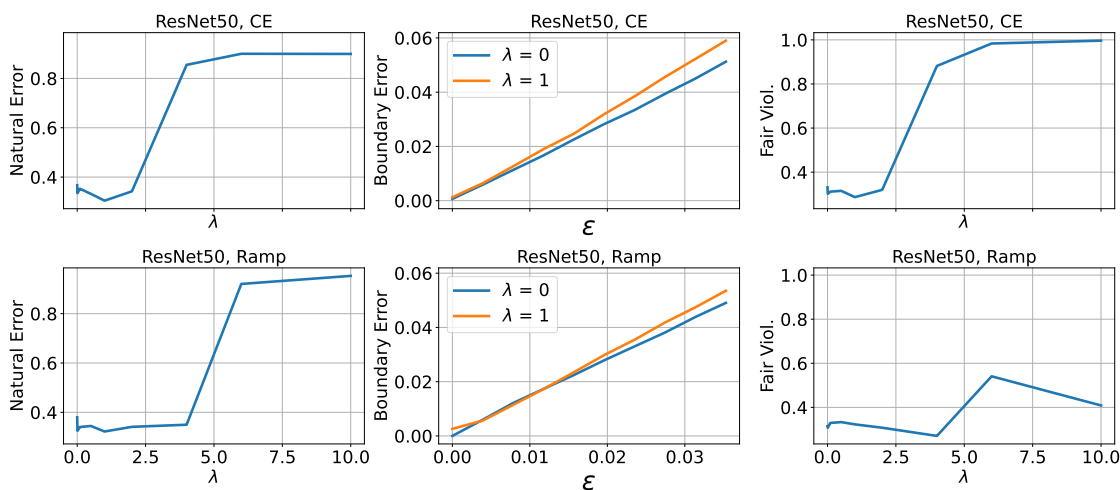 ResNet50, CE
Natural Error
0.8
0.6
0.4
λ
ResNet50, CE
Boundary Error
0.06
0.04
0.02
0.00
λ = 0
λ = 1
ε
ResNet50, CE
Fair Viol.
1.0
0.8
0.6
0.4
λ
ResNet50, Ramp
Natural Error
0.8
0.6
0.4
0.0 2.5 5.0 7.5 10.0
λ
ResNet50, Ramp
Boundary Error
0.06
0.04
0.02
0.00
λ = 0
λ = 1
0.00 0.01 0.02 0.03
ε
ResNet50, Ramp
Fair Viol.
1.0
0.8
0.6
0.4
0.0 2.5 5.0 7.5 10.0
λ